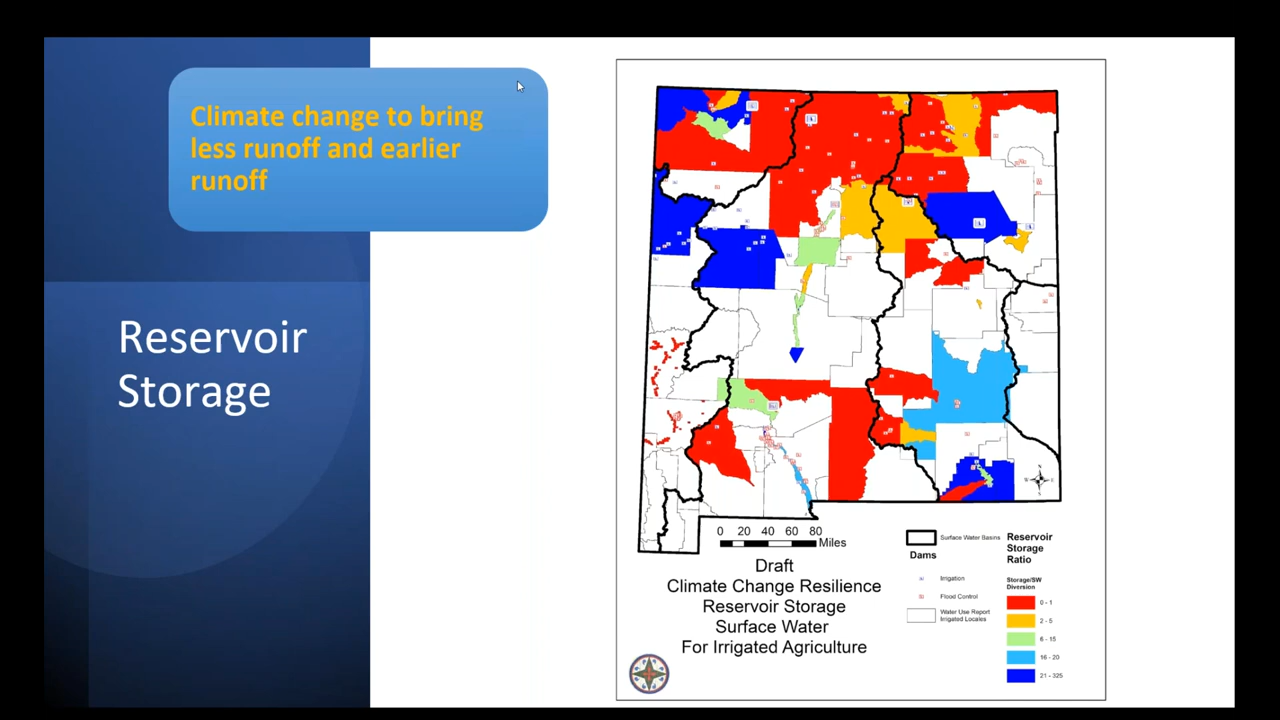 Climate change to bring
less runoff and earlier
runoff
Reservoir
Storage
0 20 40 60 80
Miles
Draft
Climate Change Resilience
Reservoir Storage
Surface Water
For Irrigated Agriculture
Surface Water Basins
Dams
Irrigation
Flood Control
Water Use Report
Irrigated Locales
Reservoir
Storage
Ratio
Storage/SW
Diversion
0 - 1
2 - 5
6 - 15
16 - 20
21 - 325